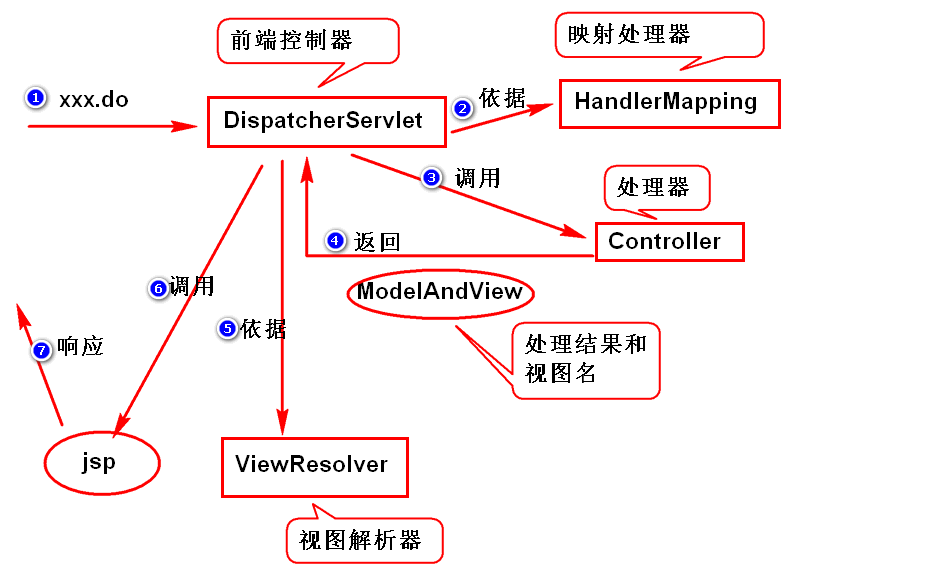 前端控制器
映射处理器
1 xxx.do
DispatcherServlet
2 依据
HandlerMapping
3 调用
处理器
Controller
4 返回
ModelAndView
处理结果和
视图名
6 调用
5 依据
7 响应
jsp
ViewResolver
视图解析器